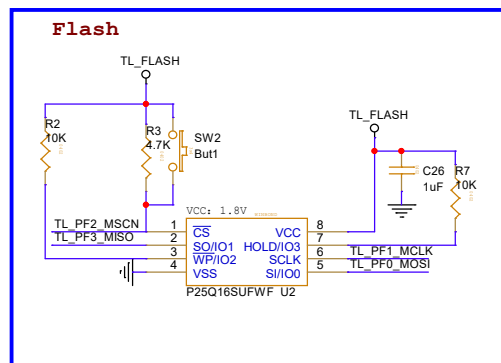 Flash
TL_FLASH
R2
10K
R3
4.7K
SW2
But1
TL_FLASH
C26
1uF
R7
10K
VCC: 1.8V
TL_PF2_MSCN 1 CS VCC 8
TL_PF3_MISO 2 SO/IO1 HOLD/IO3 7
3 WP/IO2 SCLK 6 TL_PF1_MCLK
4 VSS SI/IO0 5 TL_PF0_MOSI
P25Q16SUFWF U2